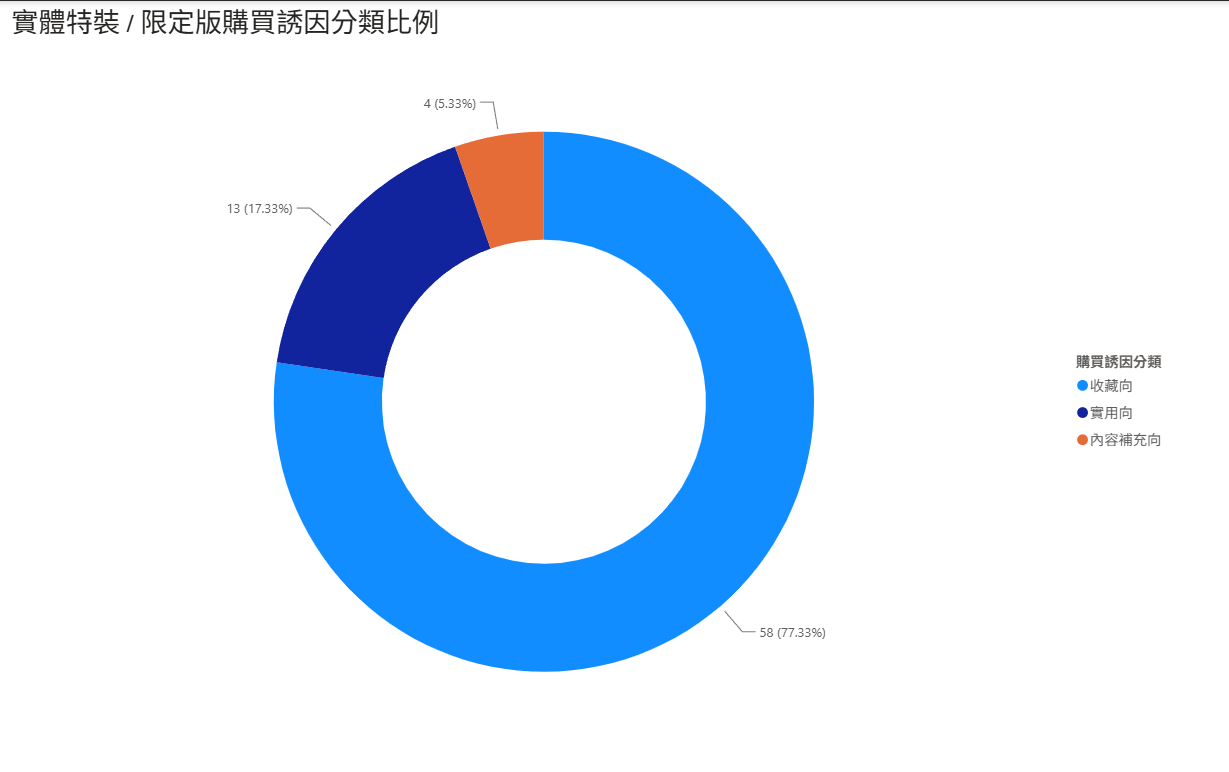 實體特裝 / 限定版購買誘因分類比例
4 (5.33%)
13 (17.33%)
58 (77.33%)
購買誘因分類
收藏向
實用向
內容補充向